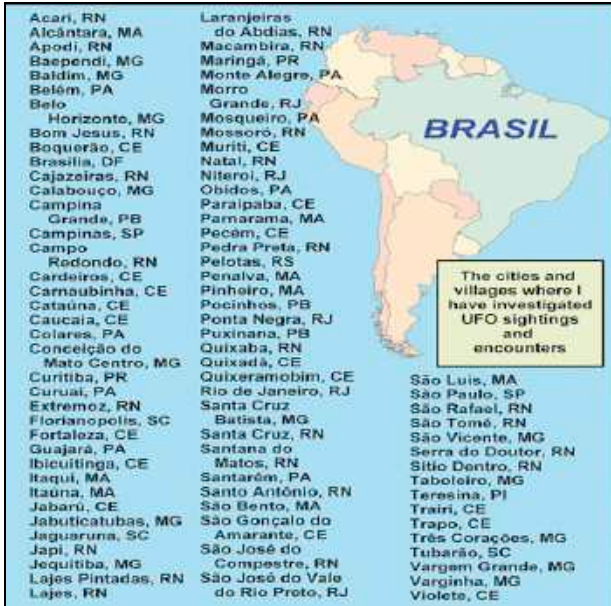 Acari, RN
Alcântara, MA
Apodi, RN
Baependi, MG
Baldim, MG
Belém, PA
Belo
Horizonte, MG
Bom Jesus, RN
Boquerão, CE
Brasilia, DF
Cajazeiras, RN
Calabouço, MG
Campina
Grande, PB
Campinas, SP
Campo
Redondo, RN
Cardeiros, CE
Carnaubinha, CE
Cataúna, CE
Caucaia, CE
Colares, PA
Conceição do
Mato Centro, MG
Curitiba, PR
Curuai, PA
Extremoz, RN
Florianopolis, SC
Fortaleza, CE
Guajará, PA
Ibicuitinga, CE
Itaqui, MA
Itaúna, MA
Jabarú, CE
Jabuticatubas, MG
Jaguaruna, SC
Japi, RN
Jequitiba, MG
Lajes Pintadas, RN
Lajes, RN
Laranjeiras
do Abdias, RN
Macambira, RN
Maringá, PR
Monte Alegre, PA
Morro
Grande, RJ
Mosqueiro, PA
Mossoró, RN
Muriti, CE
Natal, RN
Niteroi, RJ
Obidos, PA
Paraipaba, CE
Parnarama, MA
Pecém, CE
Pedra Preta, RN
Pelotas, RS
Penalva, MA
Pinheiro, MA
Pocinhos, PB
Ponta Negra, RJ
Puxinana, PB
Quixaba, RN
Quixadá, CE
Quixeramobim, CE
Rio de Janeiro, RJ
Santa Cruz
Batista, MG
Santa Cruz, RN
Santana do
Matos, RN
Santarém, PA
Santo Antônio, RN
São Bento, MA
São Gonçalo do
Amarante, CE
São José do
Compestre, RN
São José do Vale
do Rio Preto, RJ
BRASIL
The cities and
villages where I
have investigated
UFO sightings
and
encounters
São Luis, MA
São Paulo, SP
São Rafael, RN
São Tomé, RN
São Vicente, MG
Serra do Doutor, RN
Sitio Dentro, RN
Taboleiro, MG
Teresina, PI
Trairi, CE
Trapo, CE
Três Corações, MG
Tubarão, SC
Vargem Grande, MG
Varginha, MG
Violete, CE